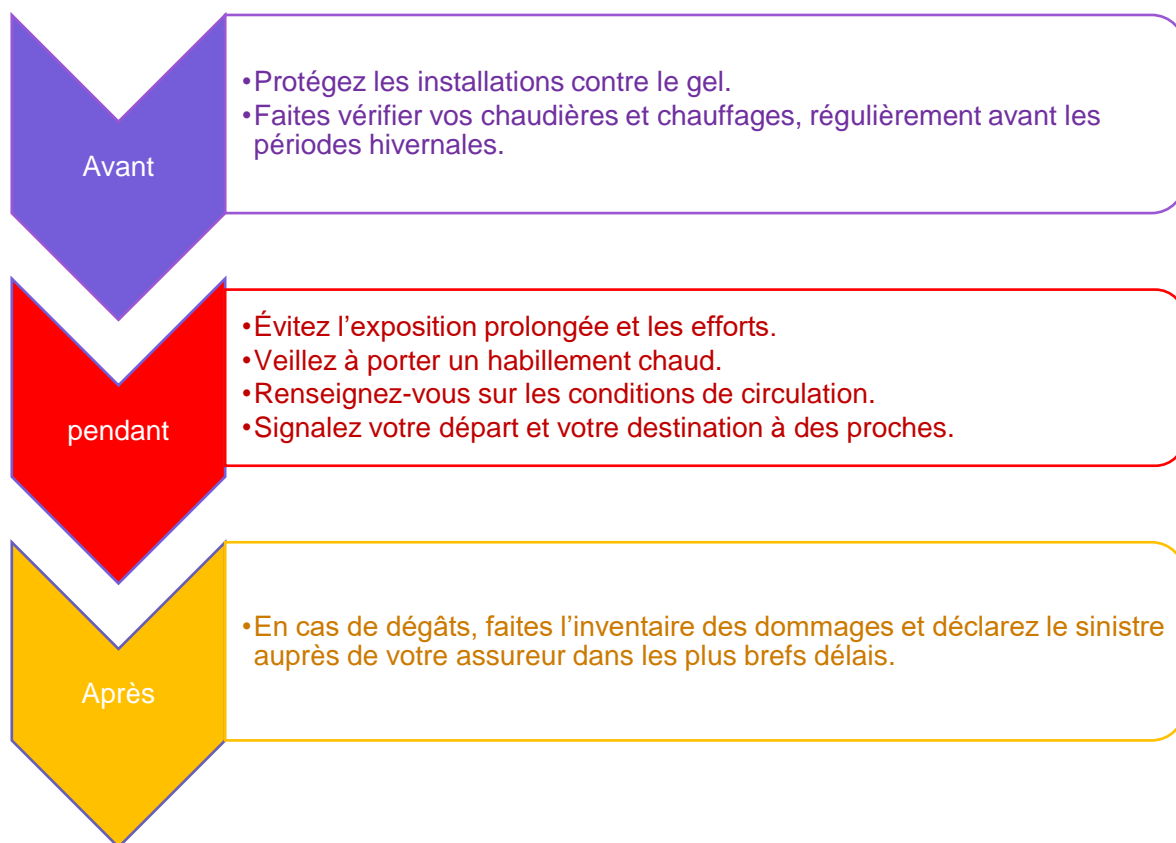 Avant
•Protégez les installations contre le gel.
•Faites vérifier vos chaudières et chauffages, régulièrement avant les
périodes hivernales.
pendant
•Évitez l’exposition prolongée et les efforts.
•Veillez à porter un habillement chaud.
•Renseignez-vous sur les conditions de circulation.
•Signalez votre départ et votre destination à des proches.
Après
•En cas de dégâts, faites l’inventaire des dommages et déclarez le sinistre
auprès de votre assureur dans les plus brefs délais.